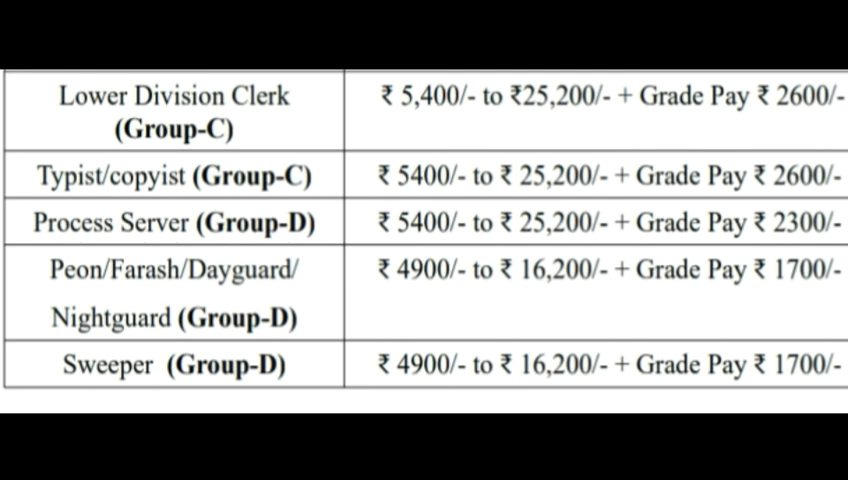 Lower Division Clerk
(Group-C)
₹ 5,400/- to ₹25,200/- + Grade Pay ₹ 2600/-
Typist/copyist (Group-C)
₹ 5400/- to ₹ 25,200/- + Grade Pay ₹ 2600/-
Process Server (Group-D)
₹ 5400/- to ₹ 25,200/- + Grade Pay ₹ 2300/-
Peon/Farash/Dayguard/
Nightguard (Group-D)
₹ 4900/- to ₹ 16,200/- + Grade Pay ₹ 1700/-
Sweeper (Group-D)
₹ 4900/- to ₹ 16,200/- + Grade Pay ₹ 1700/-